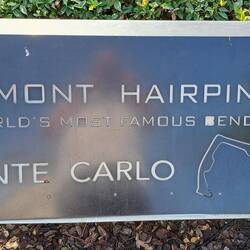 MONT HAIRPIN
RLD'S MOST FAMOUS BEND
NTE CARLO